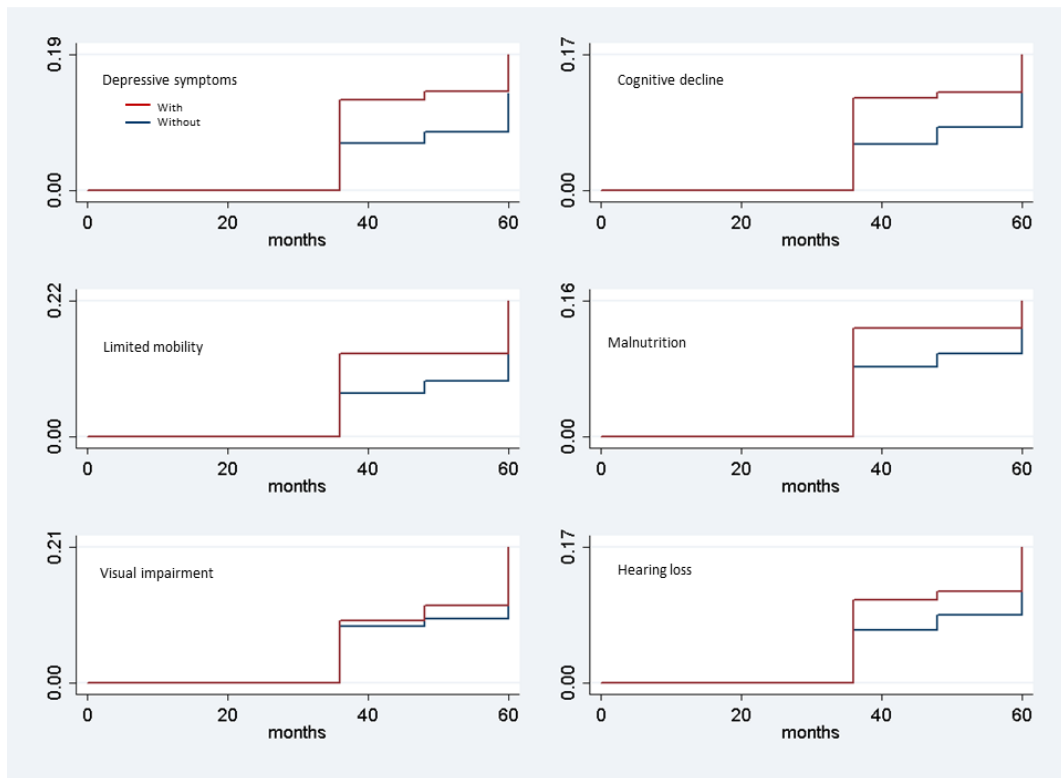 0.19
Depressive symptoms
With
Without
0.00
0 20 40 60
months
0.17
Cognitive decline
0.00
0 20 40 60
months
0.22
Limited mobility
0.00
0 20 40 60
months
0.16
Malnutrition
0.00
0 20 40 60
months
0.21
Visual impairment
0.00
0 20 40 60
months
0.17
Hearing loss
0.00
0 20 40 60
months